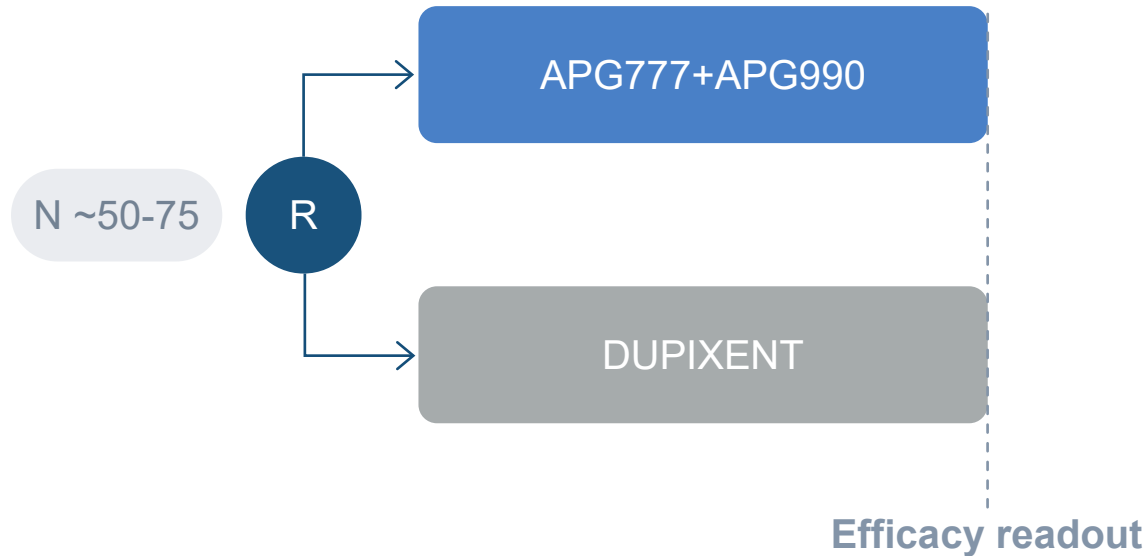 APG777+APG990
N ~50-75
R
DUPIXENT
Efficacy readout